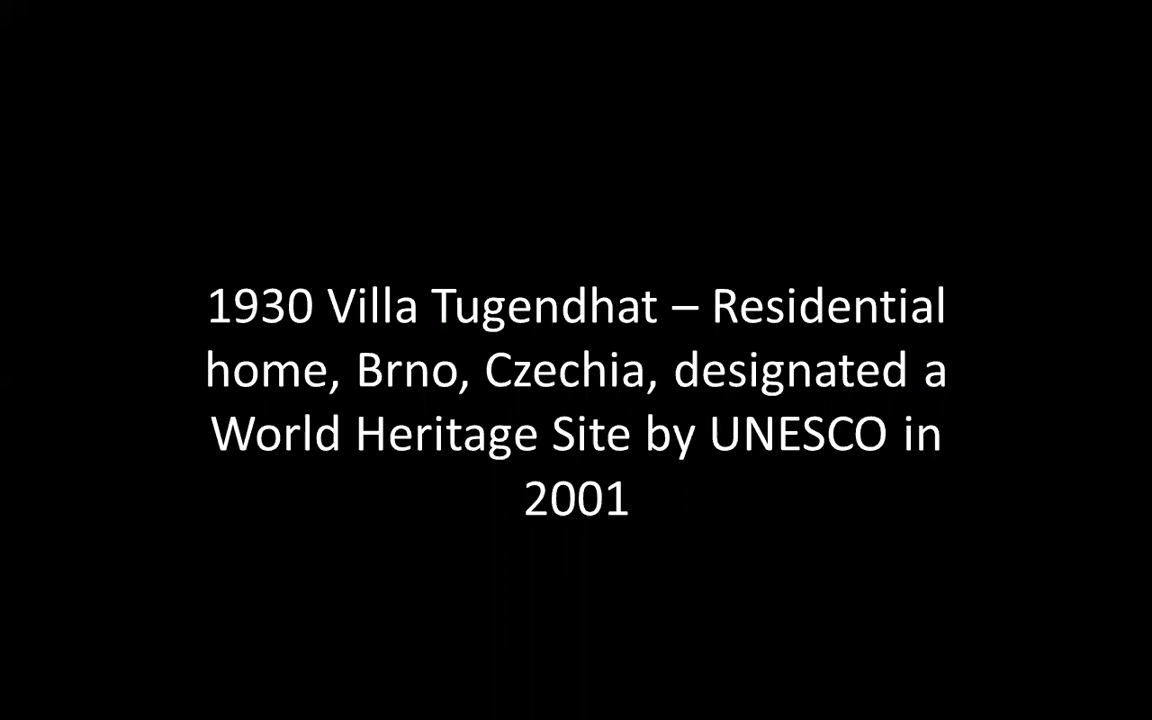 1930 Villa Tugendhat – Residential
home, Brno, Czechia, designated a
World Heritage Site by UNESCO in
2001